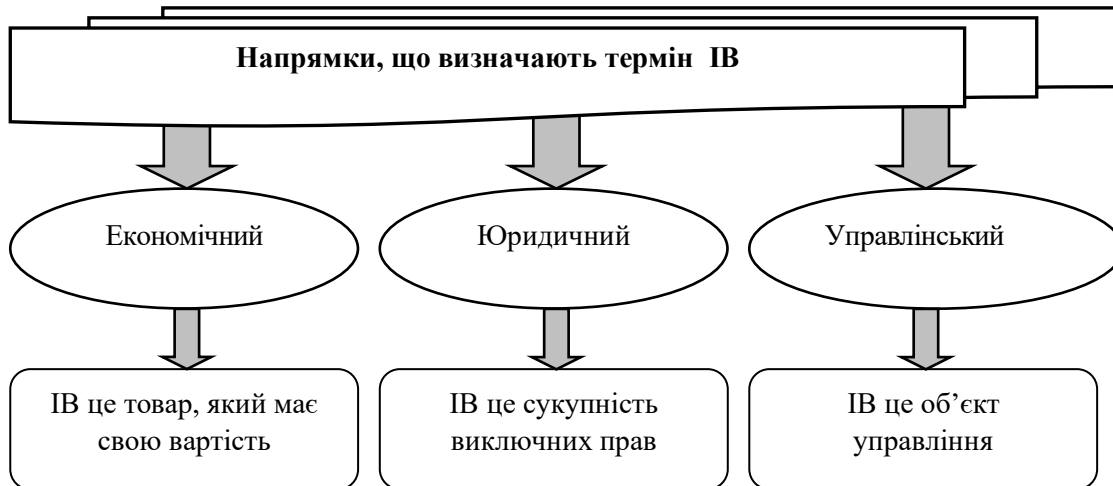 Напрямки, що визначають термін ІВ
Економічний
Юридичний
Управлінський
ІВ це товар, який має
свою вартість
ІВ це сукупність
виключних прав
ІВ це об’єкт
управління